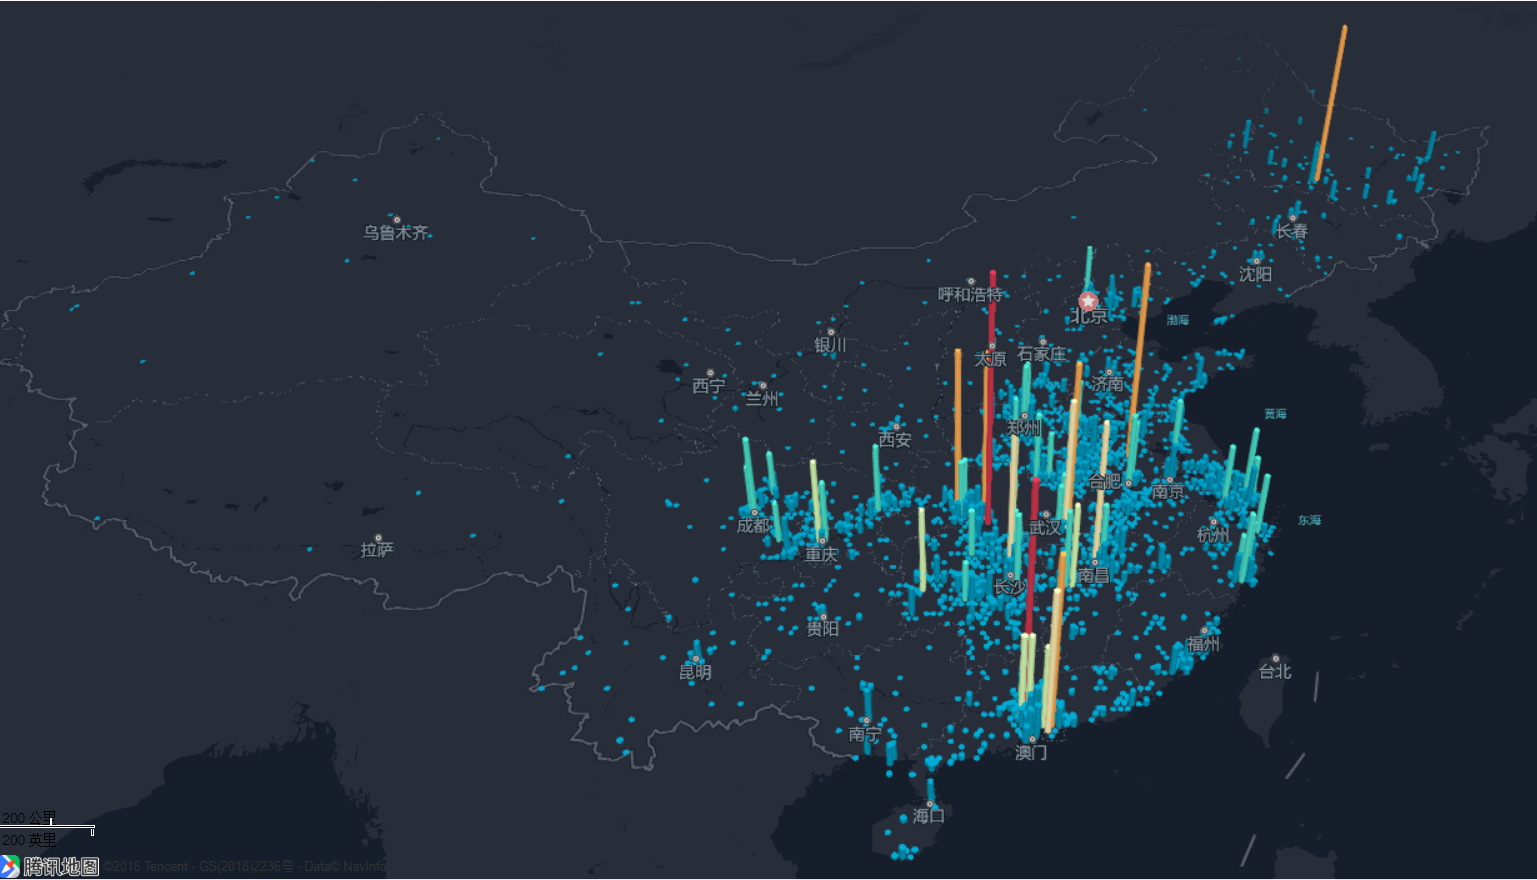 乌鲁木齐
长春
沈阳
呼和浩特
北京
渤海
银川
太原
石家庄
西宁
兰州
济南
黄海
西安
郑州
合肥
南京
成都
武汉
杭州
东海
拉萨
重庆
长沙
南昌
贵阳
福州
昆明
台北
南宁
澳门
海口
200 公里
200 英里
腾讯地图 ©2018 Tencent - GS(2018)2236号 - Data© NavInfo